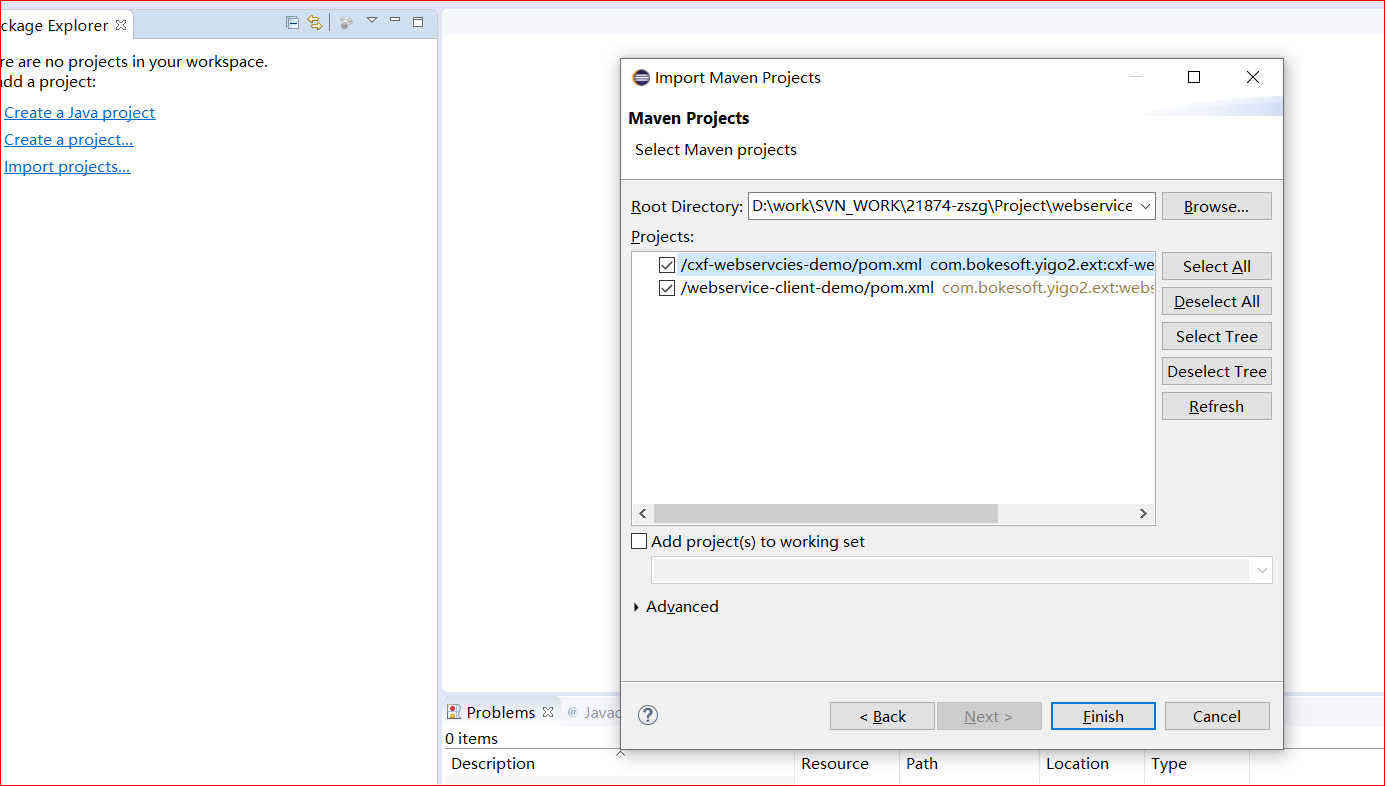 ckage Explorer
re are no projects in your workspace.
add a project:
Create a Java project
Create a project...
Import projects...
Import Maven Projects
Maven Projects
Select Maven projects
Root Directory: D:\work\SVN_WORK\21874-zszg\Project\webservice Browse...
Projects:
/cxf-webservcies-demo/pom.xml com.bokesoft.yigo2.ext:cxf-we
/webservice-client-demo/pom.xml com.bokesoft.yigo2.ext:webs
Select All
Deselect All
Select Tree
Deselect Tree
Refresh
Add project(s) to working set
Advanced
? < Back Next > Finish Cancel
Problems @ Javad
0 items
Description Resource Path Location Type